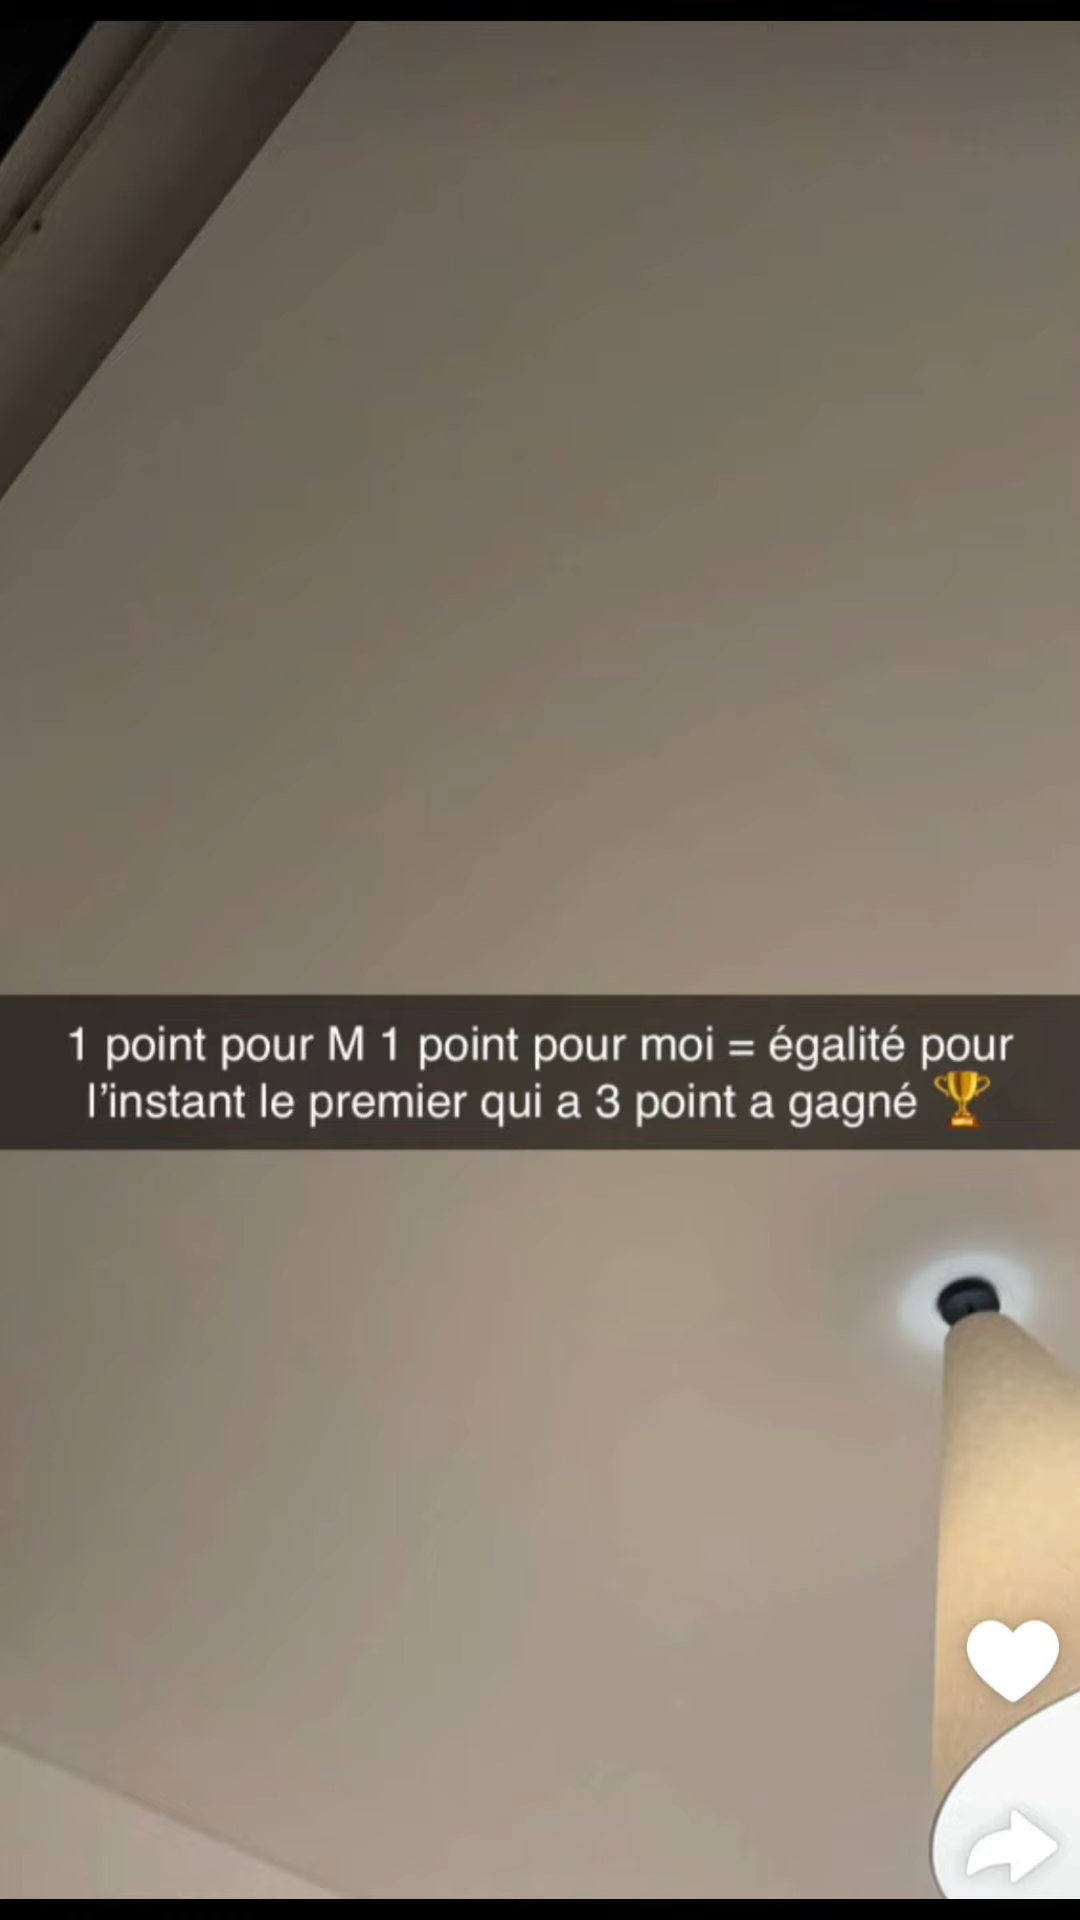 1 point pour M 1 point pour moi = égalité pour
l’instant le premier qui a 3 point a gagné 🏆